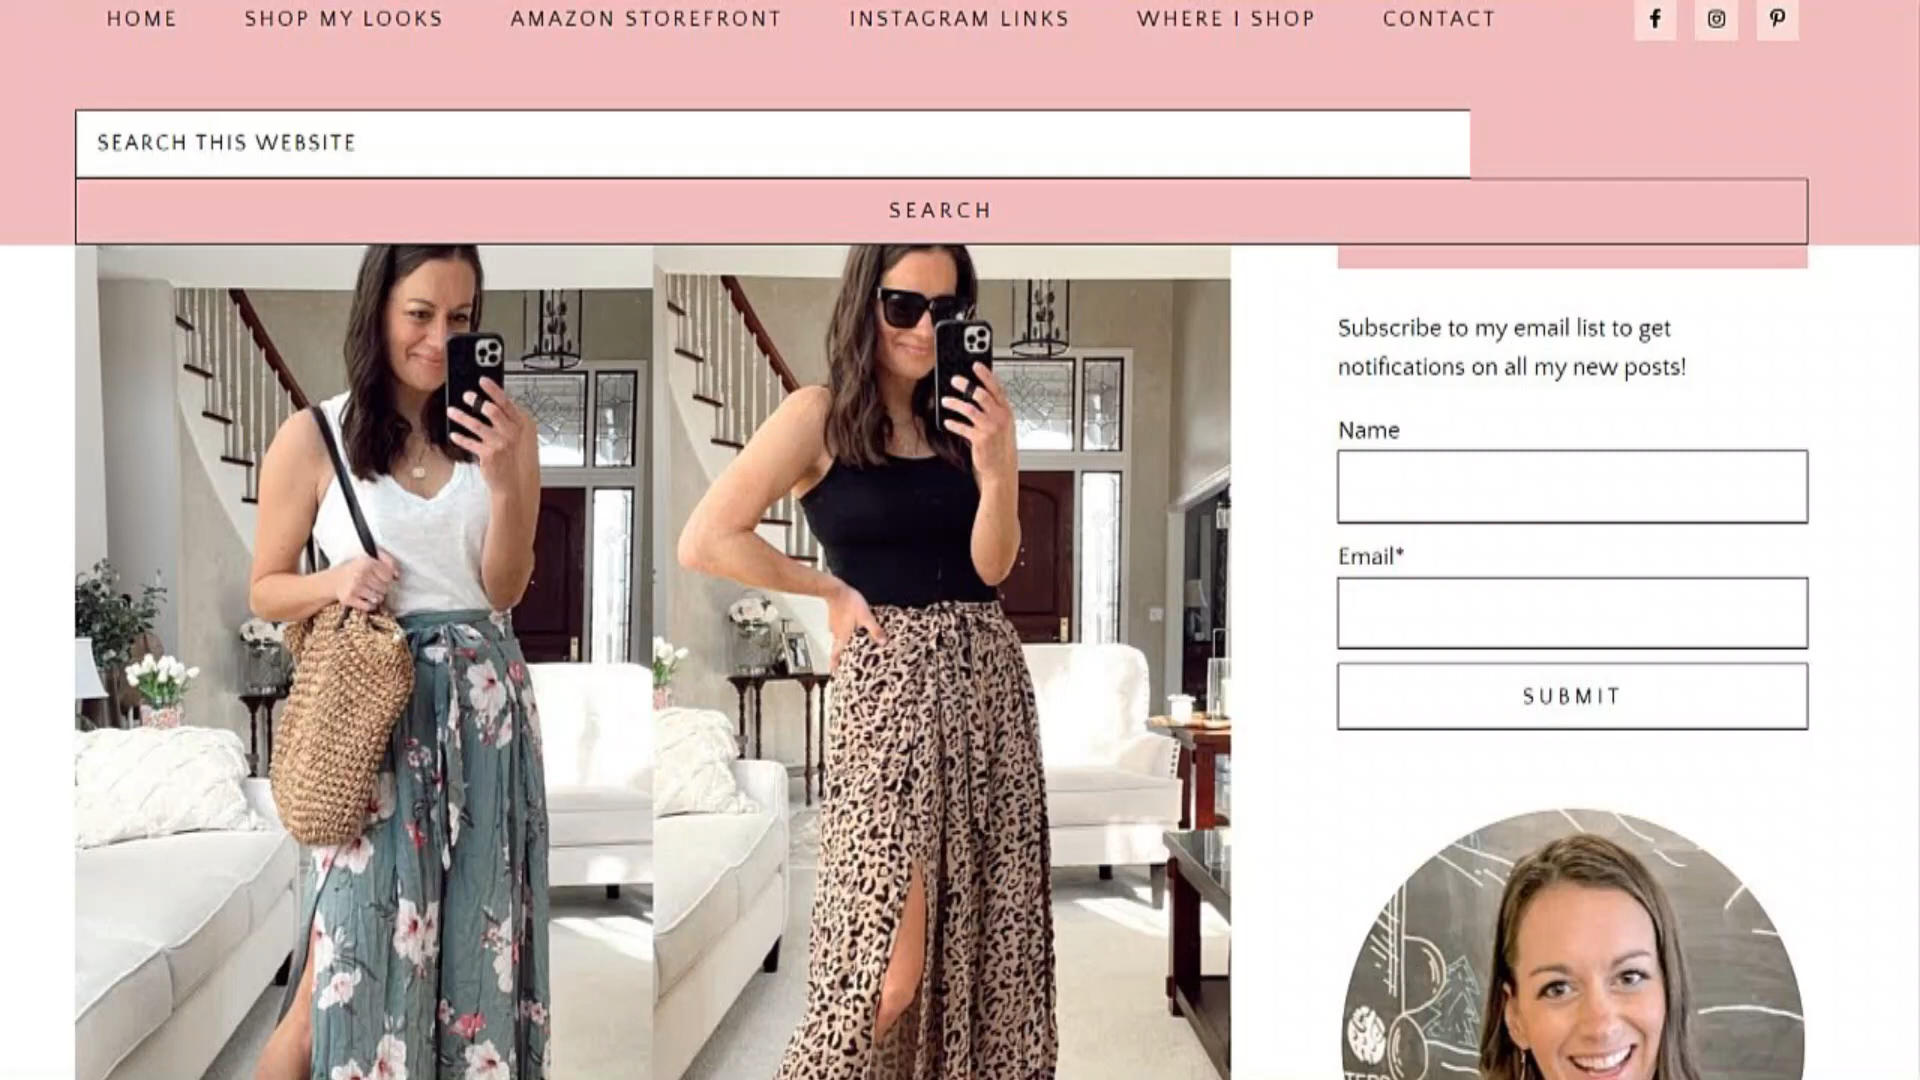 HOME SHOP MY LOOKS AMAZON STOREFRONT INSTAGRAM LINKS WHERE I SHOP CONTACT
SEARCH THIS WEBSITE
SEARCH
Subscribe to my email list to get
notifications on all my new posts!
Name
Email*
SUBMIT